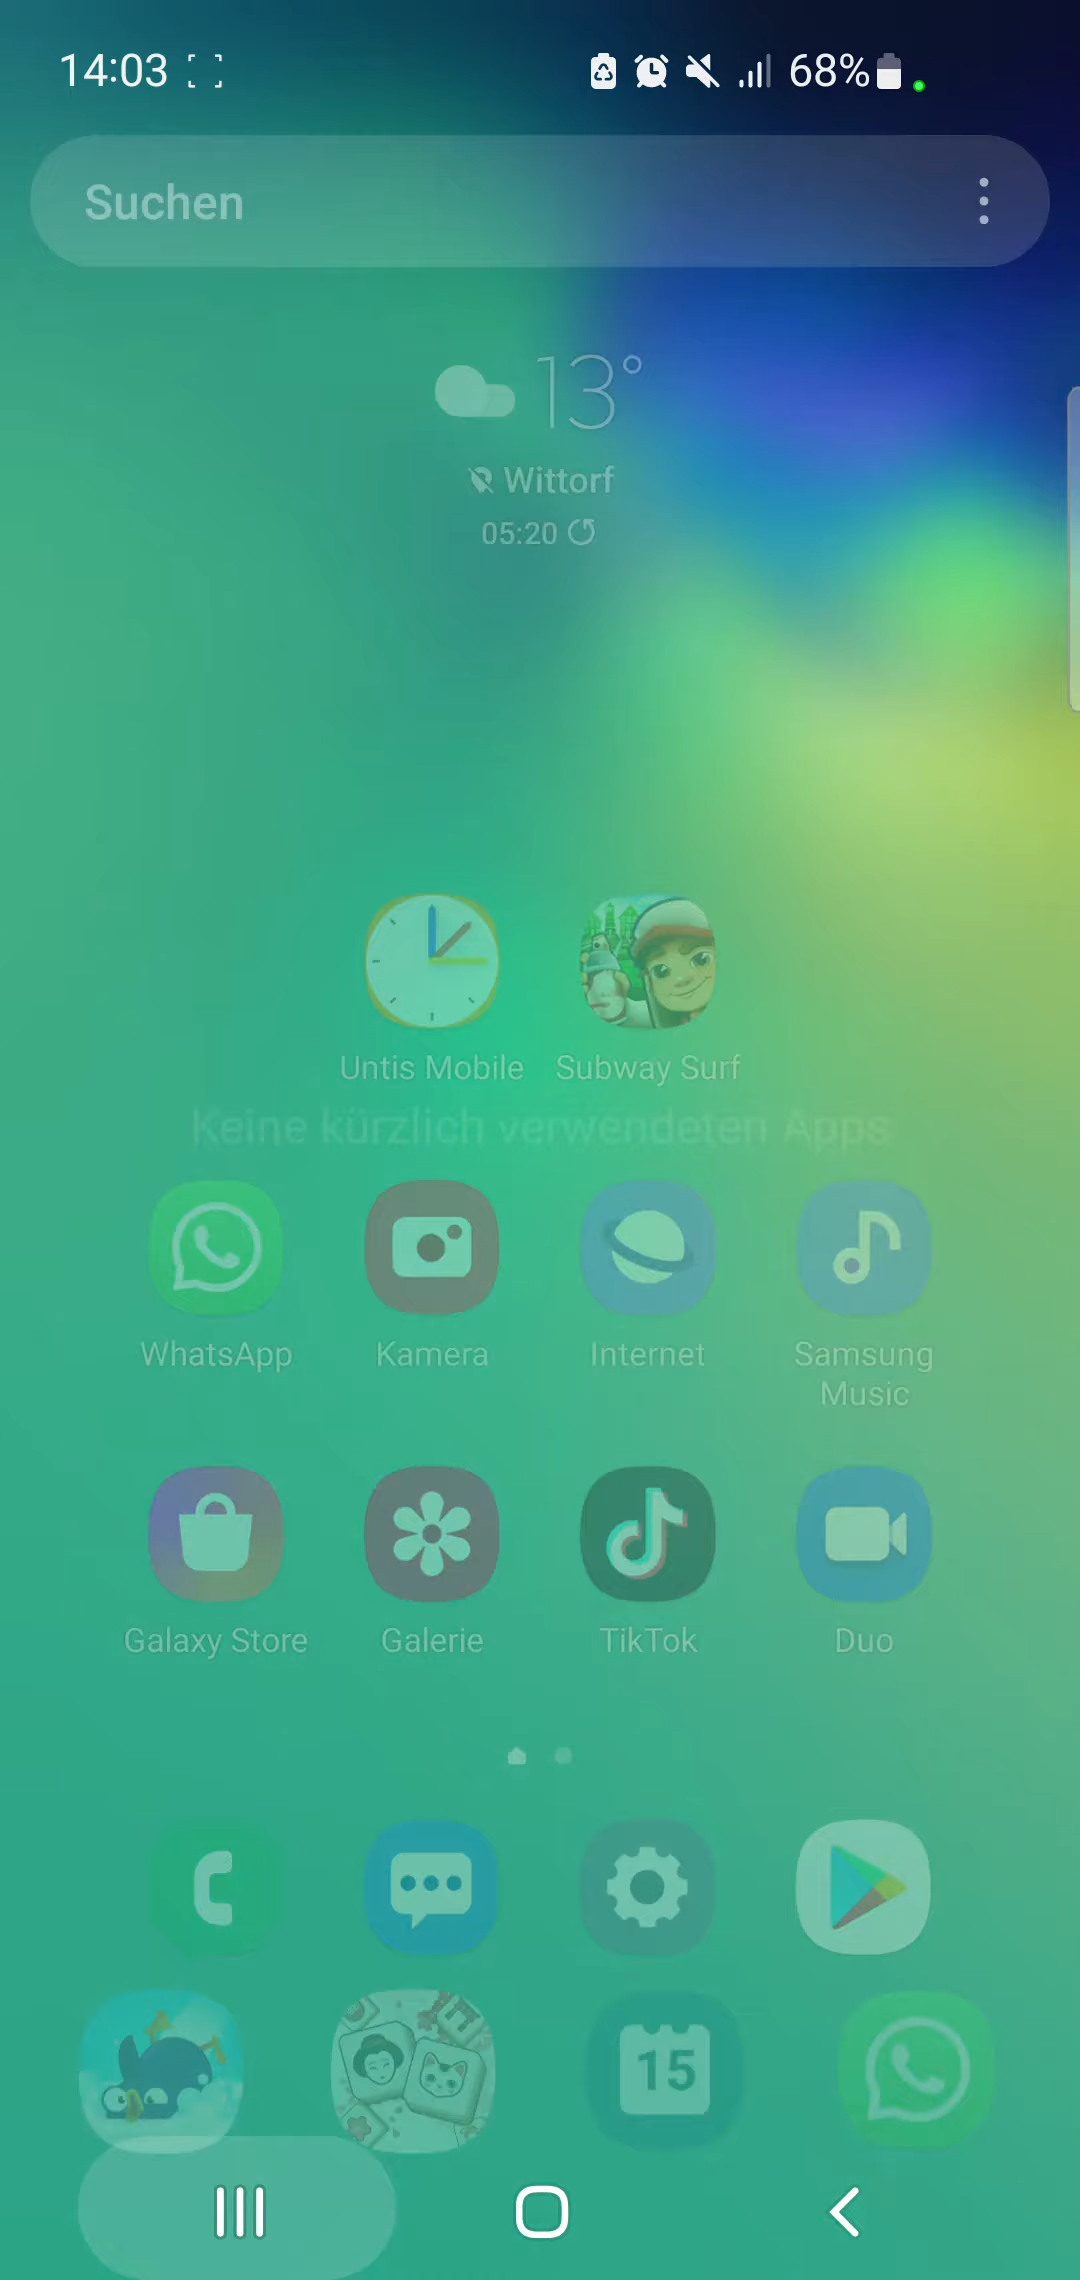 14:03
68%
Suchen
13°
Wittorf
05:20
Untis Mobile
Subway Surf
Keine kürzlich verwendeten Apps
WhatsApp
Kamera
Internet
Samsung Music
Galaxy Store
Galerie
TikTok
Duo
15